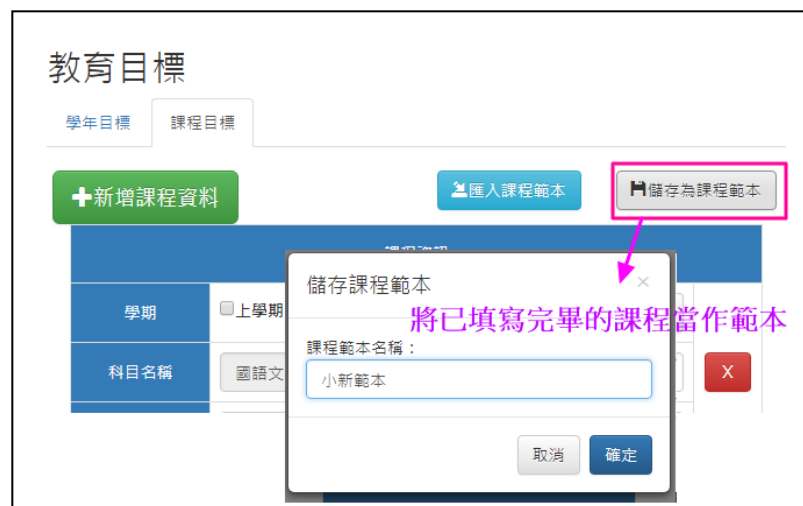 教育目標
學年目標 課程目標
新增課程資料 匯入課程範本 儲存為課程範本
儲存課程範本 ×
學期 上學期
將已填寫完畢的課程當作範本
課程範本名稱：
科目名稱 國語文 小新範本 X
取消 確定